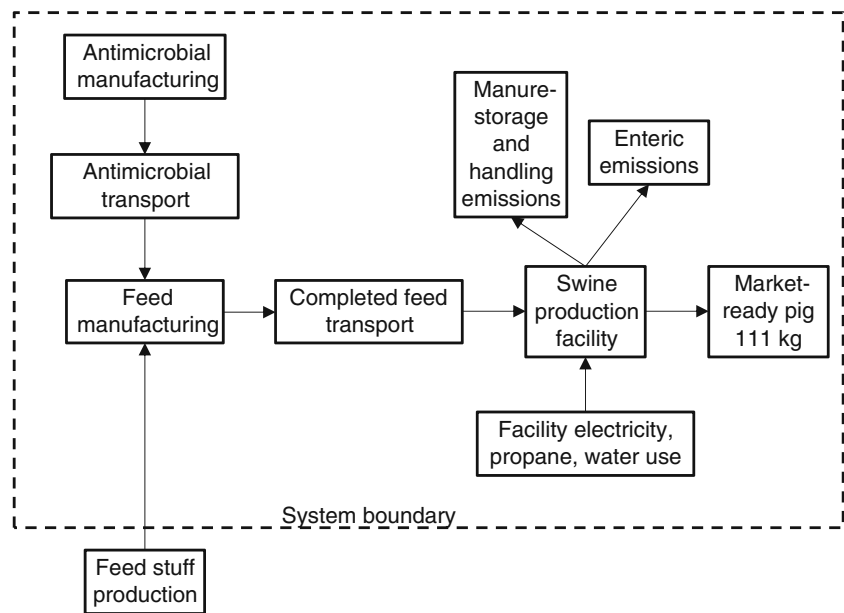 Antimicrobial
manufacturing
Antimicrobial
transport
Feed
manufacturing
Completed feed
transport
Manure-
storage
and
handling
emissions
Enteric
emissions
Swine
production
facility
Market-
ready pig
111 kg
Facility electricity,
propane, water use
System boundary
Feed stuff
production